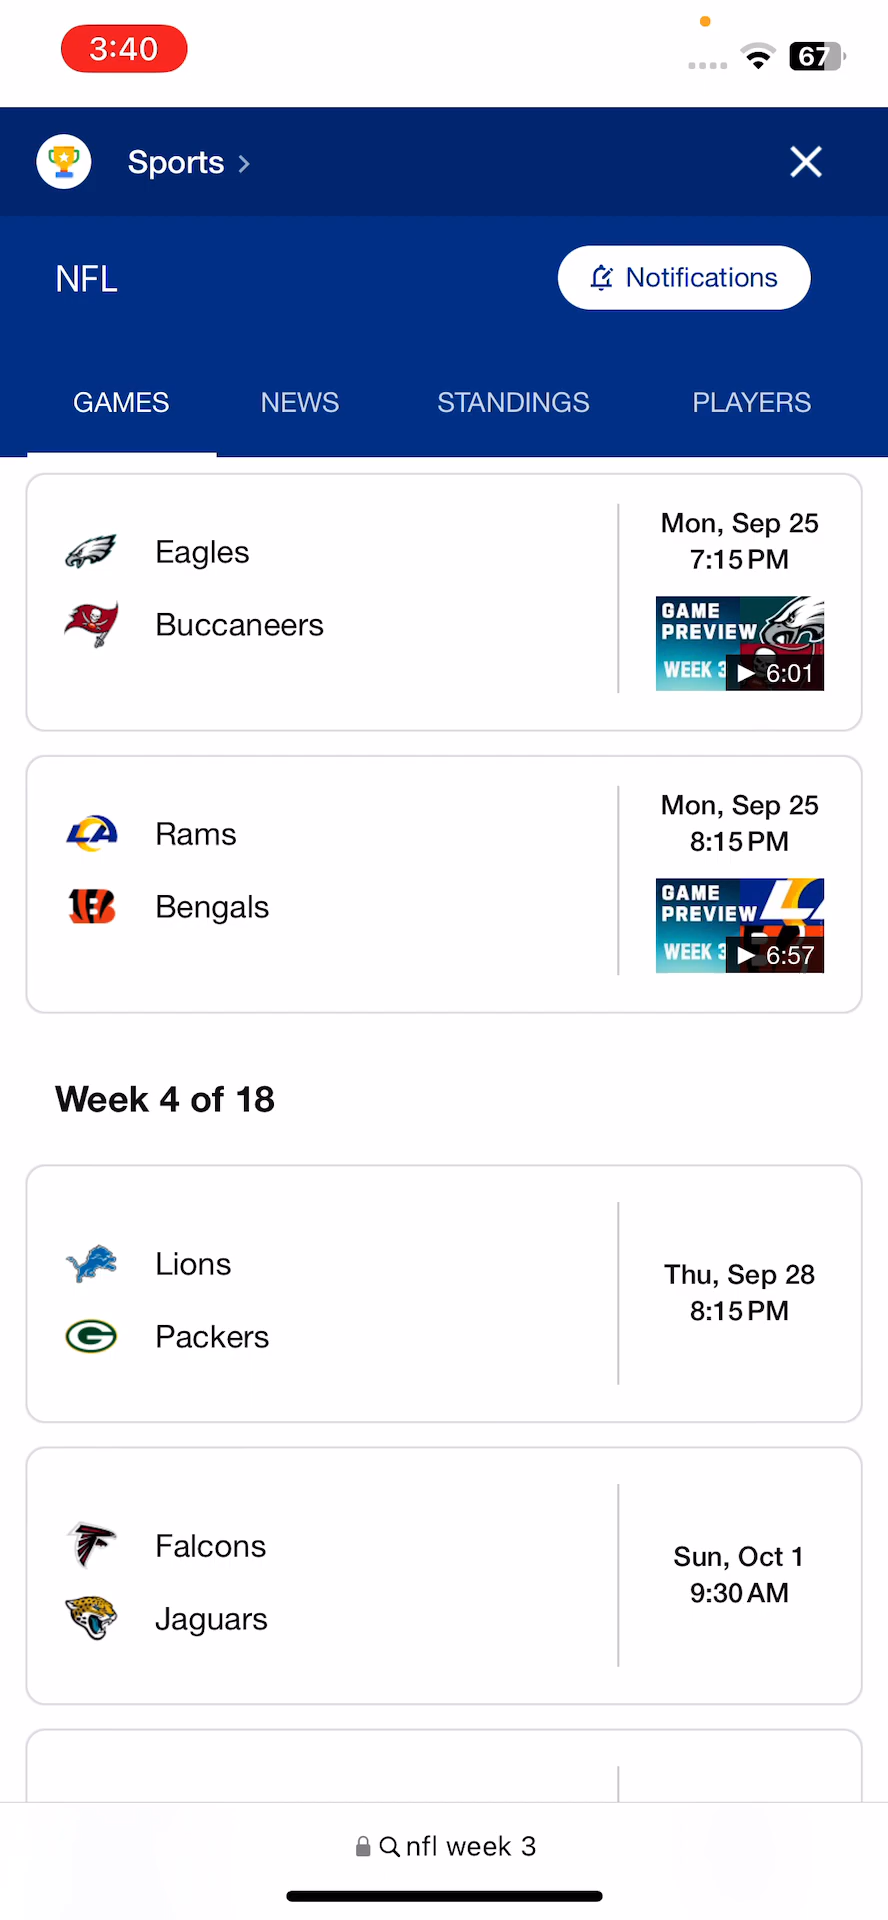 3:40
67
Sports
NFL
Notifications
GAMES NEWS STANDINGS PLAYERS
Eagles
Buccaneers
Mon, Sep 25
7:15 PM
GAME
PREVIEW
WEEK 3
6:01
Rams
Bengals
Mon, Sep 25
8:15 PM
GAME
PREVIEW
WEEK 3
6:57
Week 4 of 18
Lions
Packers
Thu, Sep 28
8:15 PM
Falcons
Jaguars
Sun, Oct 1
9:30 AM
nfl week 3